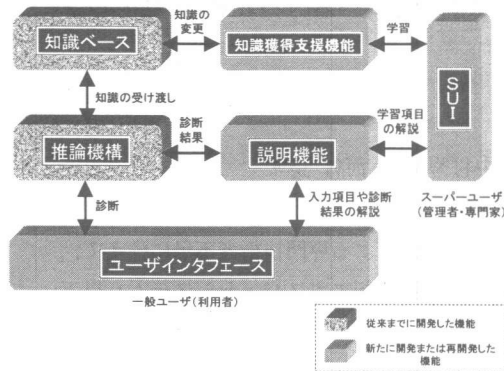 知識ベース
知識の
変更
知識獲得支援機能
学習
SUI
知識の受け渡し
推論機構
診断
結果
説明機能
学習項目
の解説
診断
入力項目や診断
結果の解説
スーパーユーザ
(管理者・専門家)
ユーザインタフェース
一般ユーザ(利用者)
従来までに開発した機能
新たに開発または再開発した
機能